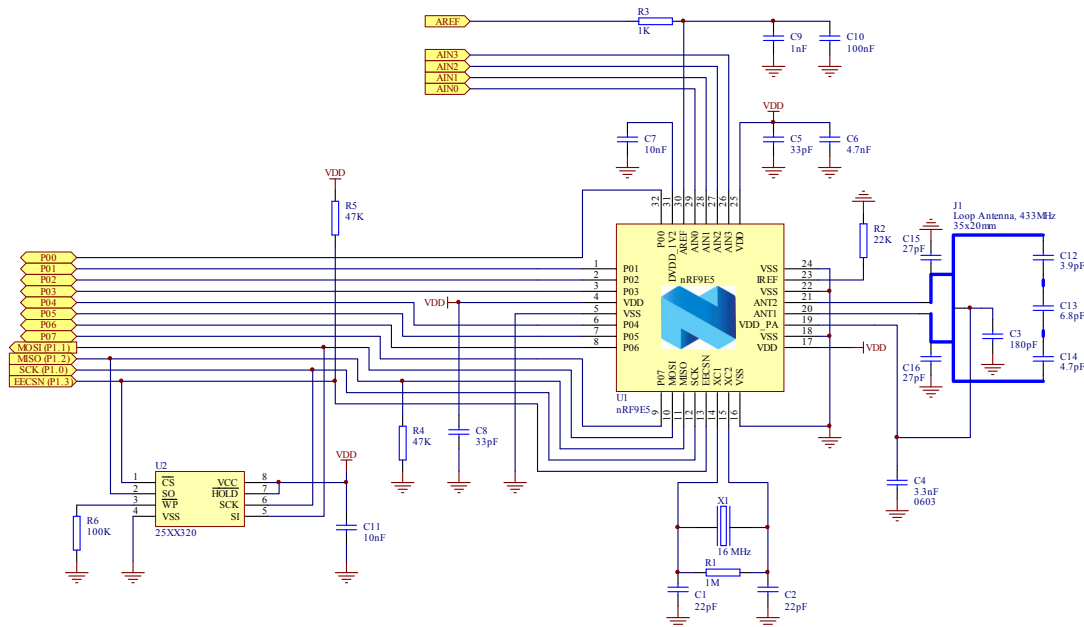 AREF
R3
1K
C9
1nF
C10
100nF
AIN3
AIN2
AIN1
AIN0
VDD
C7
10nF
C5
33pF
C6
4.7nF
VDD
R5
47K
32
31
30
29
28
27
26
25
P00
DVDD_1V2
AREF
AIN0
AIN1
AIN2
AIN3
VDD
R2
22K
J1
Loop Antenna, 433MHz
35x20mm
C15
27pF
C12
3.9pF
P00
P01
P02
P03
P04
P05
P06
P07
MOSI (P1.1)
MISO (P1.2)
SCK (P1.0)
EECSN (P1.3)
VDD
1
2
3
4
5
6
7
8
P01
P02
P03
VDD
VSS
P04
P05
P06
nRF9E5
VSS
IREF
VSS
ANT2
ANT1
VDD_PA
VSS
VDD
24
23
22
21
20
19
18
17
VDD
C13
6.8pF
C3
180pF
C14
4.7pF
C16
27pF
P07
MOSI
MISO
SCK
EECSN
XC1
XC2
VSS
U1
nRF9E5
9
10
11
12
13
14
15
16
R4
47K
C8
33pF
VDD
U2
1
2
3
4
CS
SO
WP
VSS
VCC
HOLD
SCK
SI
8
7
6
5
25XX320
R6
100K
C11
10nF
C4
3.3nF
0603
X1
16 MHz
R1
1M
C1
22pF
C2
22pF